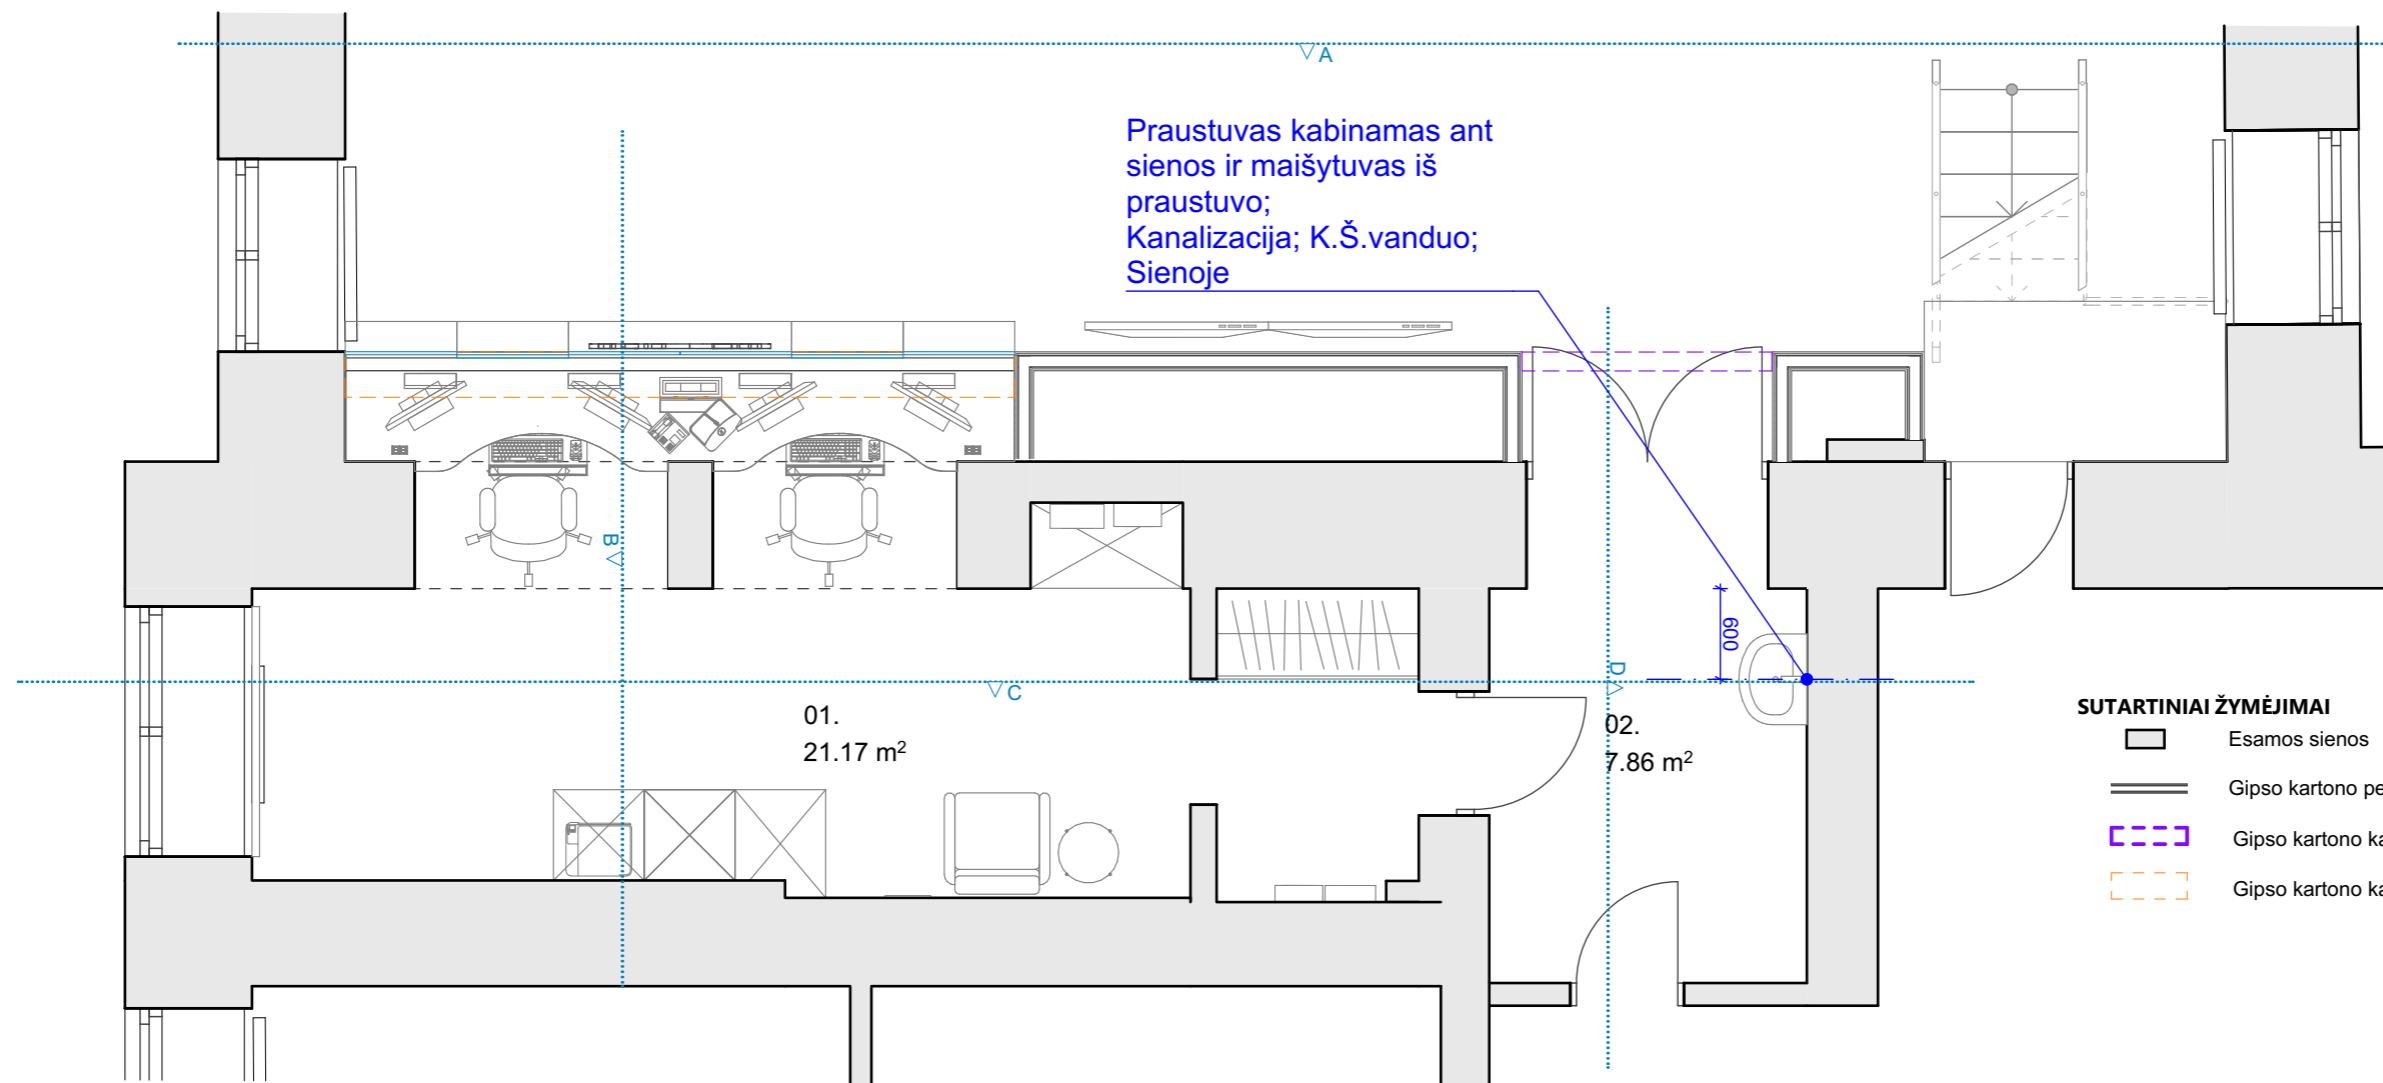 A
Praustuvas kabinamas ant
sienos ir maišytuvas iš
praustuvo;
Kanalizacija; K.Š.vanduo;
Sienoje
B
600
D
C
01.
21.17 m²
02.
7.86 m²
SUTARTINIAI ŽYMĖJIMAI
Esamos sienos
Gipso kartono pe
Gipso kartono ka
Gipso kartono ka